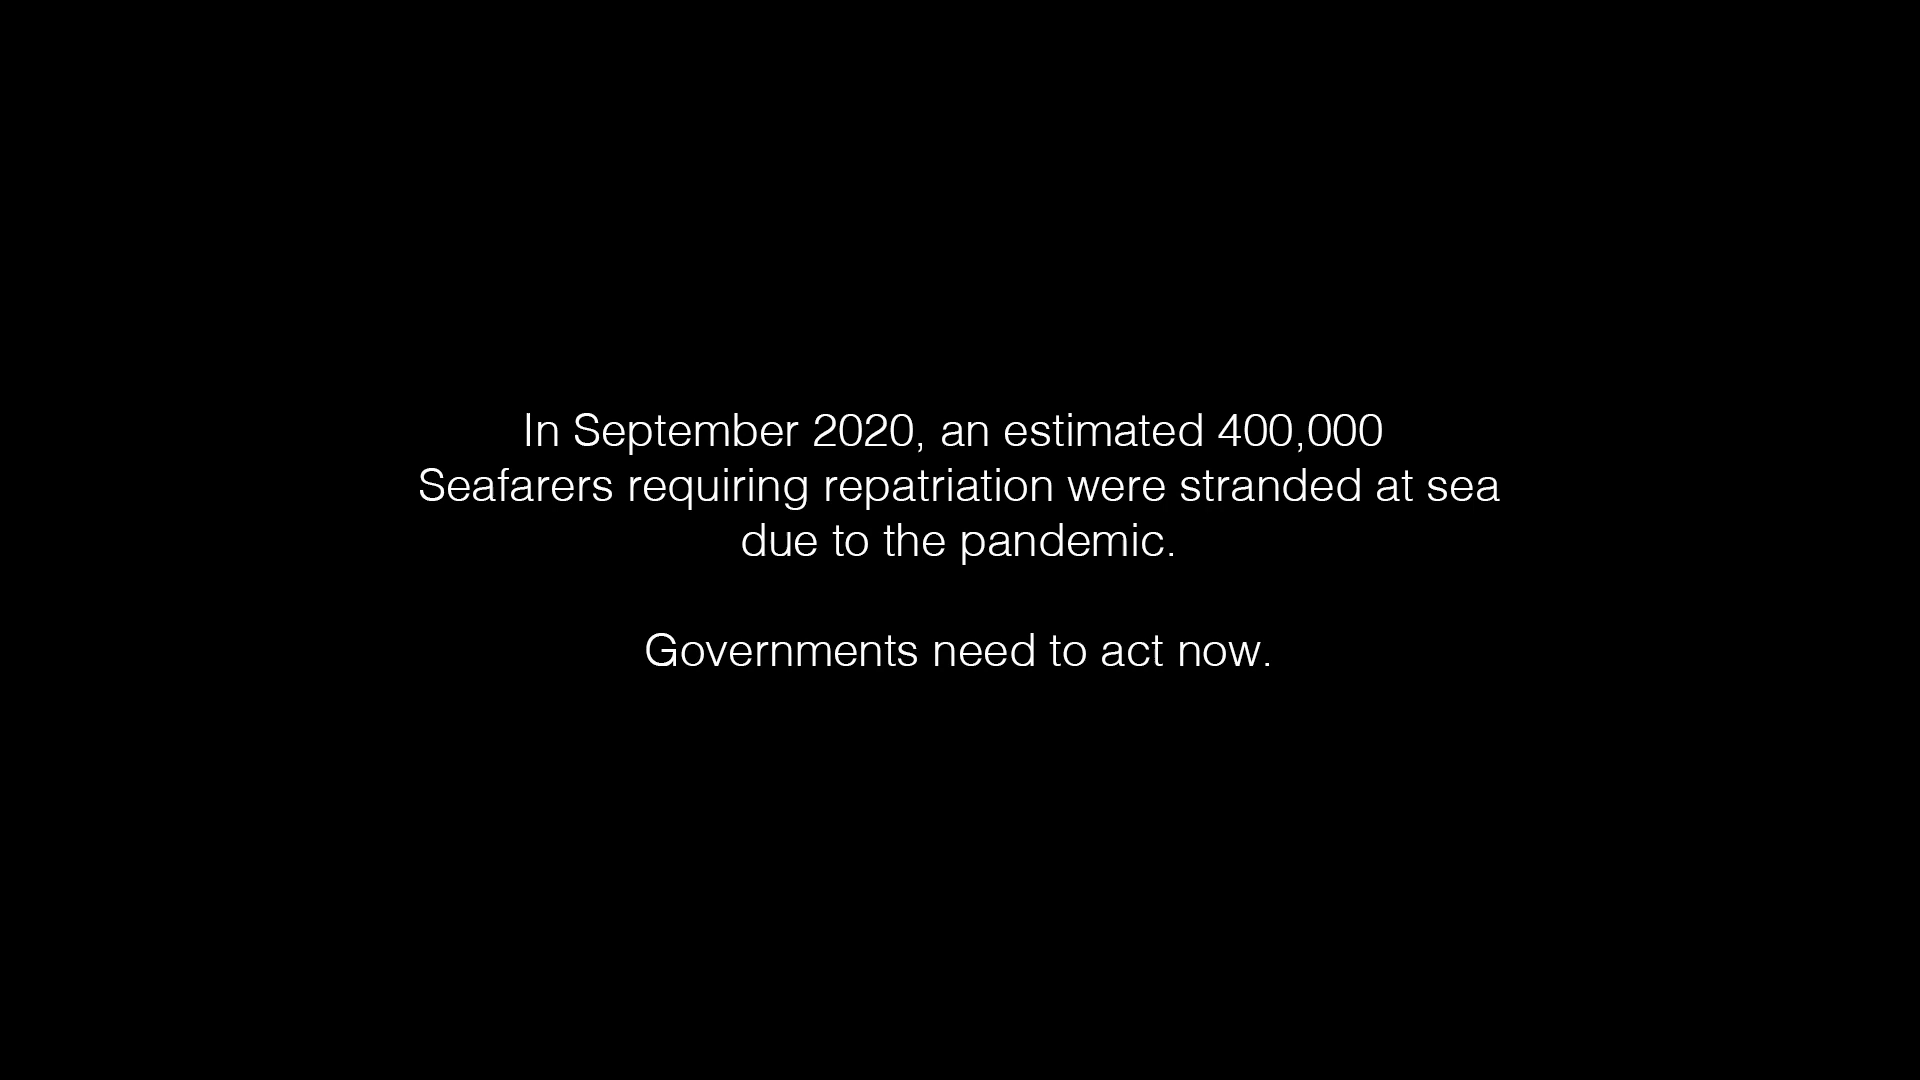 In September 2020, an estimated 400,000
Seafarers requiring repatriation were stranded at sea
due to the pandemic.
Governments need to act now.